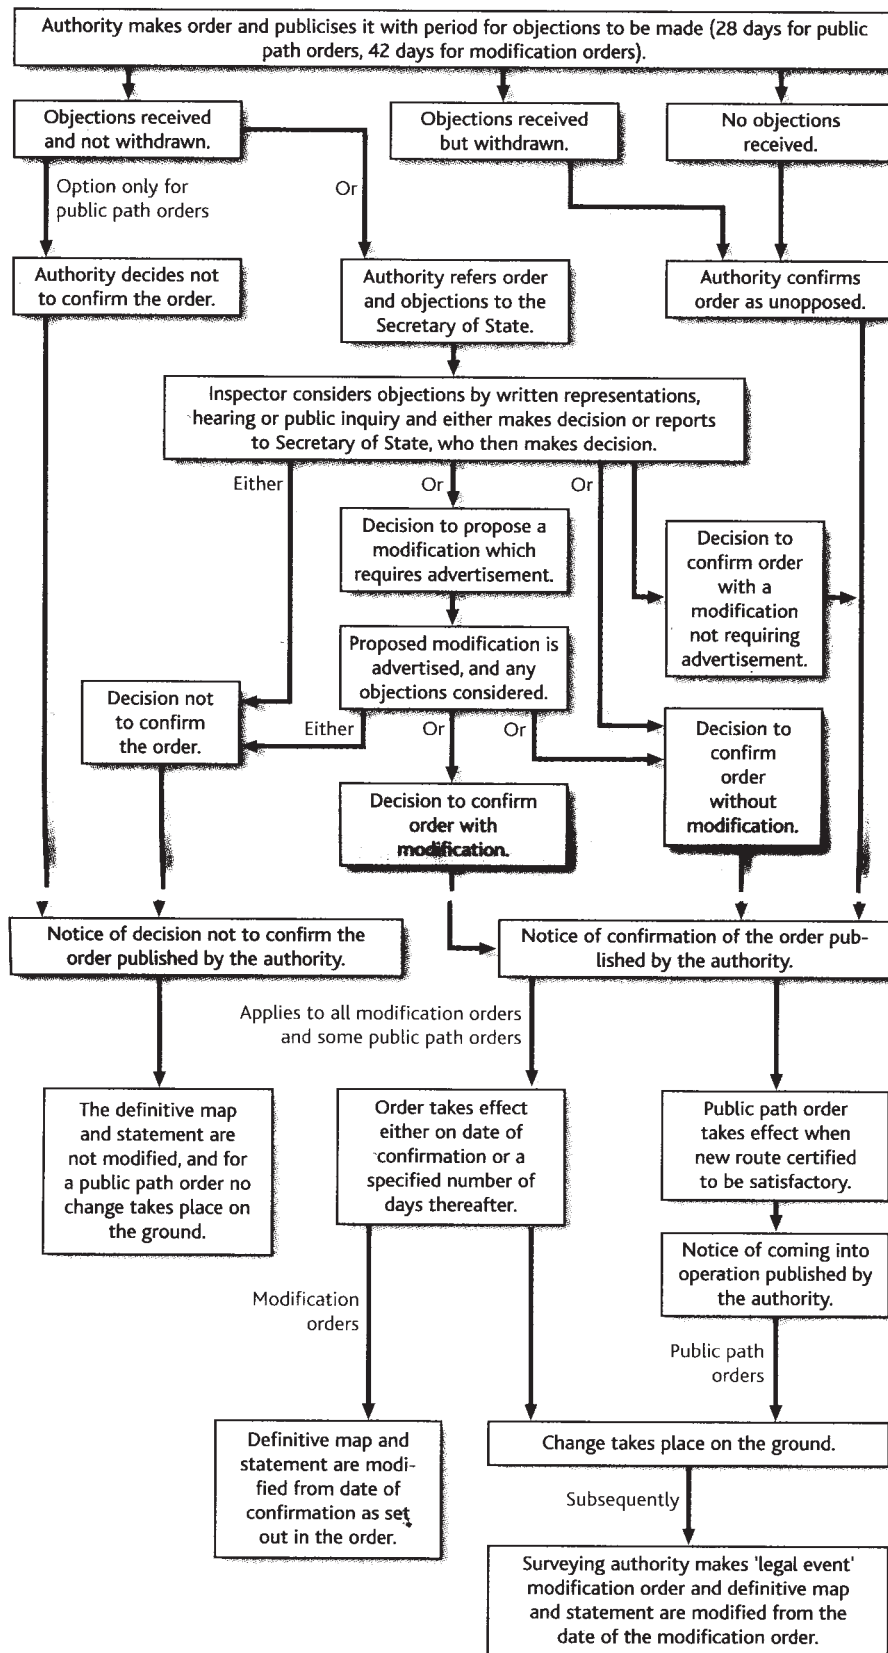 Authority makes order and publicises it with period for objections to be made (28 days for public
path orders, 42 days for modification orders).
Objections received
and not withdrawn.
Objections received
but withdrawn.
No objections
received.
Option only for
public path orders
Or
Authority decides not
to confirm the order.
Authority refers order
and objections to the
Secretary of State.
Authority confirms
order as unopposed.
Inspector considers objections by written representations,
hearing or public inquiry and either makes decision or reports
to Secretary of State, who then makes decision.
Either
Or
Or
Decision to propose a
modification which
requires advertisement.
Decision to
confirm order
with a
modification
not requiring
advertisement.
Proposed modification is
advertised, and any
objections considered.
Decision not
to confirm
the order.
Either
Or
Or
Decision to
confirm
order
without
modification.
Decision to confirm
order with
modification.
Notice of decision not to confirm the
order published by the authority.
Notice of confirmation of the order pub-
lished by the authority.
Applies to all modification orders
and some public path orders
The definitive map
and statement are
not modified, and for
a public path order no
change takes place on
the ground.
Order takes effect
either on date of
confirmation or a
specified number of
days thereafter.
Public path order
takes effect when
new route certified
to be satisfactory.
Notice of coming into
operation published by
the authority.
Modification
orders
Public path
orders
Definitive map and
statement are modi-
fied from date of
confirmation as set
out in the order.
Change takes place on the ground.
Subsequently
Surveying authority makes 'legal event'
modification order and definitive map
and statement are modified from the
date of the modification order.